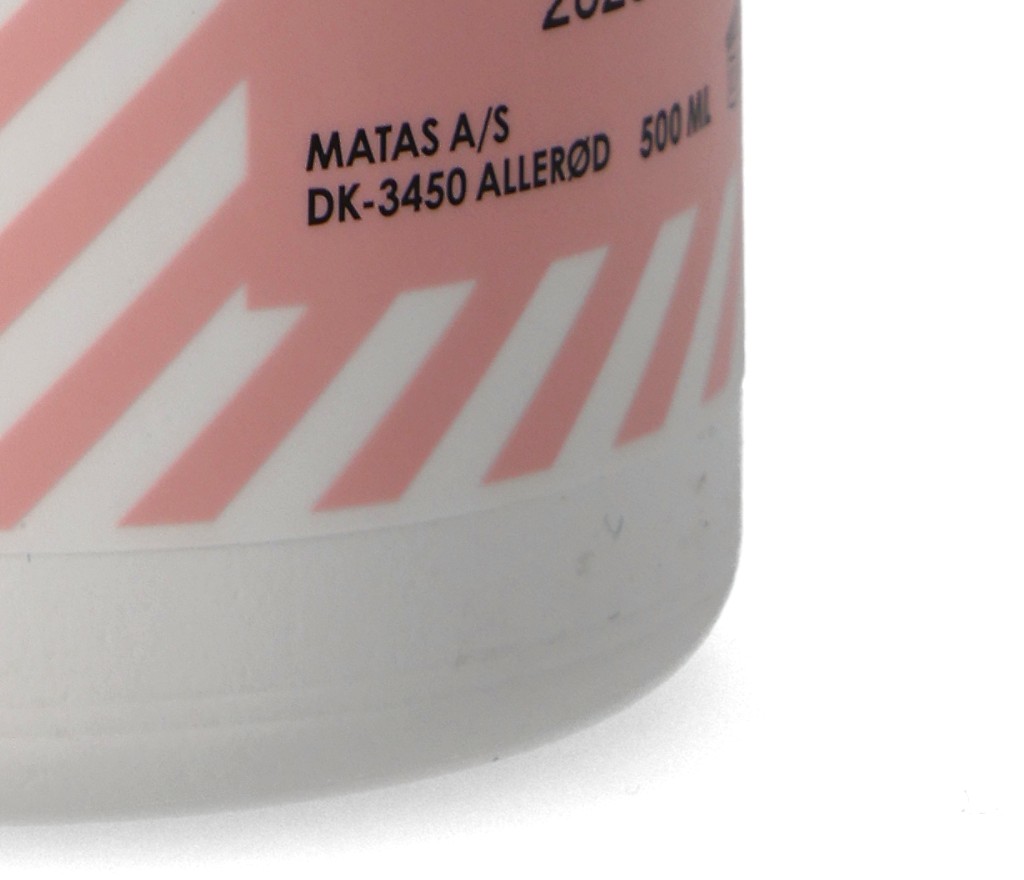 MATAS A/S
DK-3450 ALLERØD 500 ML